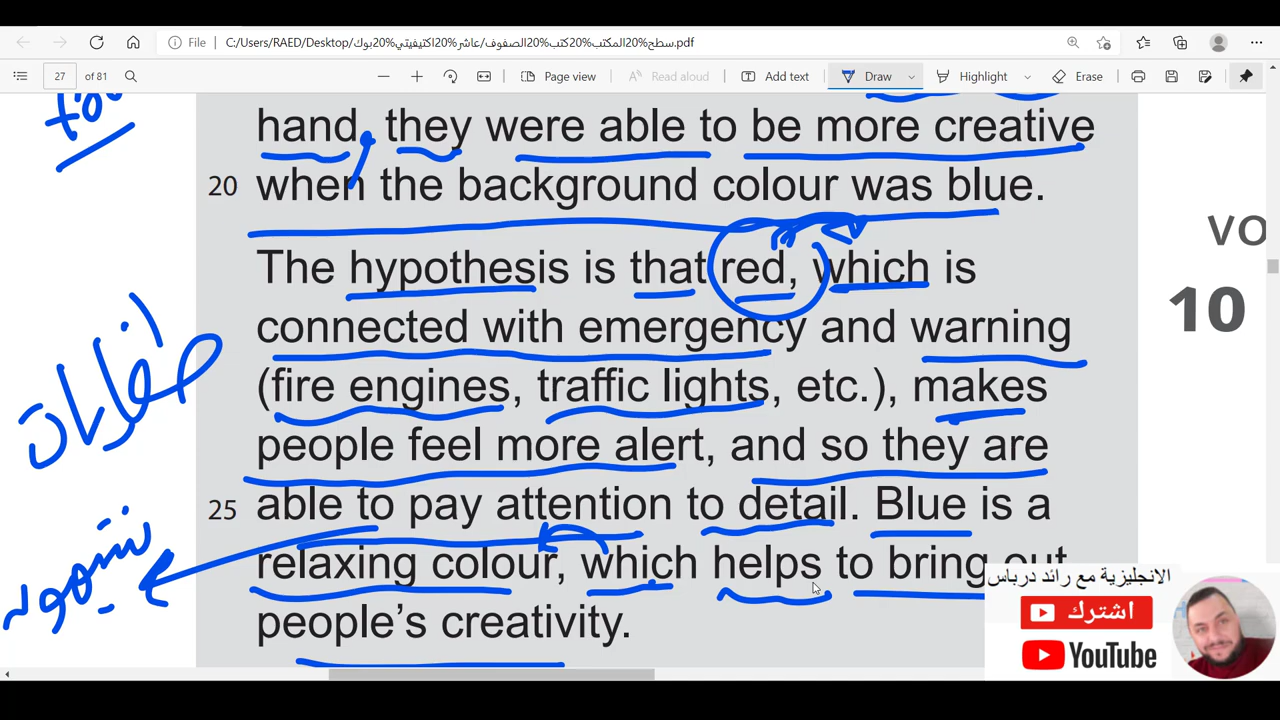 File
C:/Users/RAED/Desktop/سطح%20المكتب%20كتب%20الصفوف/عاشر%20اكتيفيتي%20بوك.pdf
27 of 81
Page view
Read aloud
Add text
Draw
Highlight
Erase
hand, they were able to be more creative
20 when the background colour was blue.
The hypothesis is that red, which is
connected with emergency and warning
(fire engines, traffic lights, etc.), makes
people feel more alert, and so they are
25 able to pay attention to detail. Blue is a
relaxing colour, which helps to bring out
people’s creativity.
VO
10
الانجليزية مع رائد درباس
اشترك
YouTube